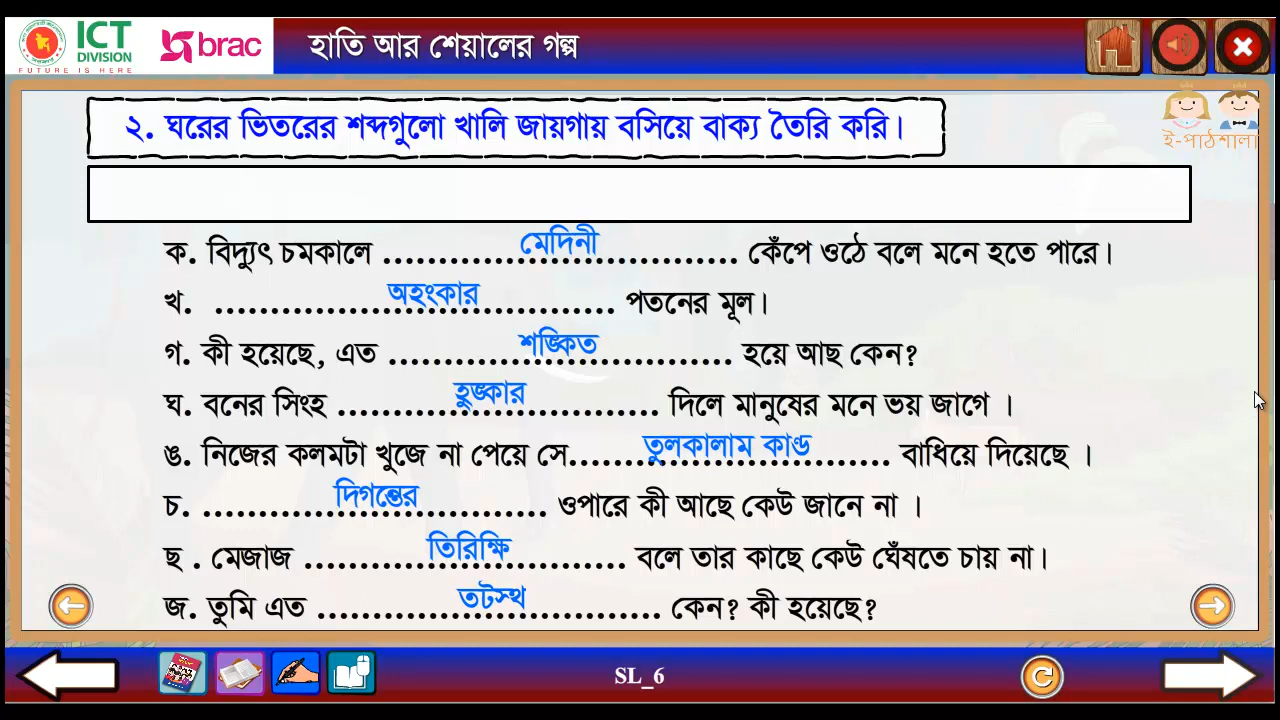 ICT
DIVISION
FUTURE IS HERE
brac
হাতি আর শেয়ালের গল্প
২. ঘরের ভিতরের শব্দগুলো খালি জায়গায় বসিয়ে বাক্য তৈরি করি।
ই-পাঠশালা
ক. বিদ্যুৎ চমকালে ................ মেদিনী ................ কেঁপে ওঠে বলে মনে হতে পারে।
খ. ................ অহংকার ................ পতনের মূল।
গ. কী হয়েছে, এত ................ শঙ্কিত ................ হয়ে আছ কেন?
ঘ. বনের সিংহ ................ হুঙ্কার ................ দিলে মানুষের মনে ভয় জাগে ।
ঙ. নিজের কলমটা খুজে না পেয়ে সে................ তুলকালাম কাণ্ড ................ বাধিয়ে দিয়েছে ।
চ. ................ দিগন্তের ................ ওপারে কী আছে কেউ জানে না ।
ছ . মেজাজ ................ তিরিক্ষি ................ বলে তার কাছে কেউ ঘেঁষতে চায় না।
জ. তুমি এত ................ তটস্থ ................ কেন? কী হয়েছে?
SL_6